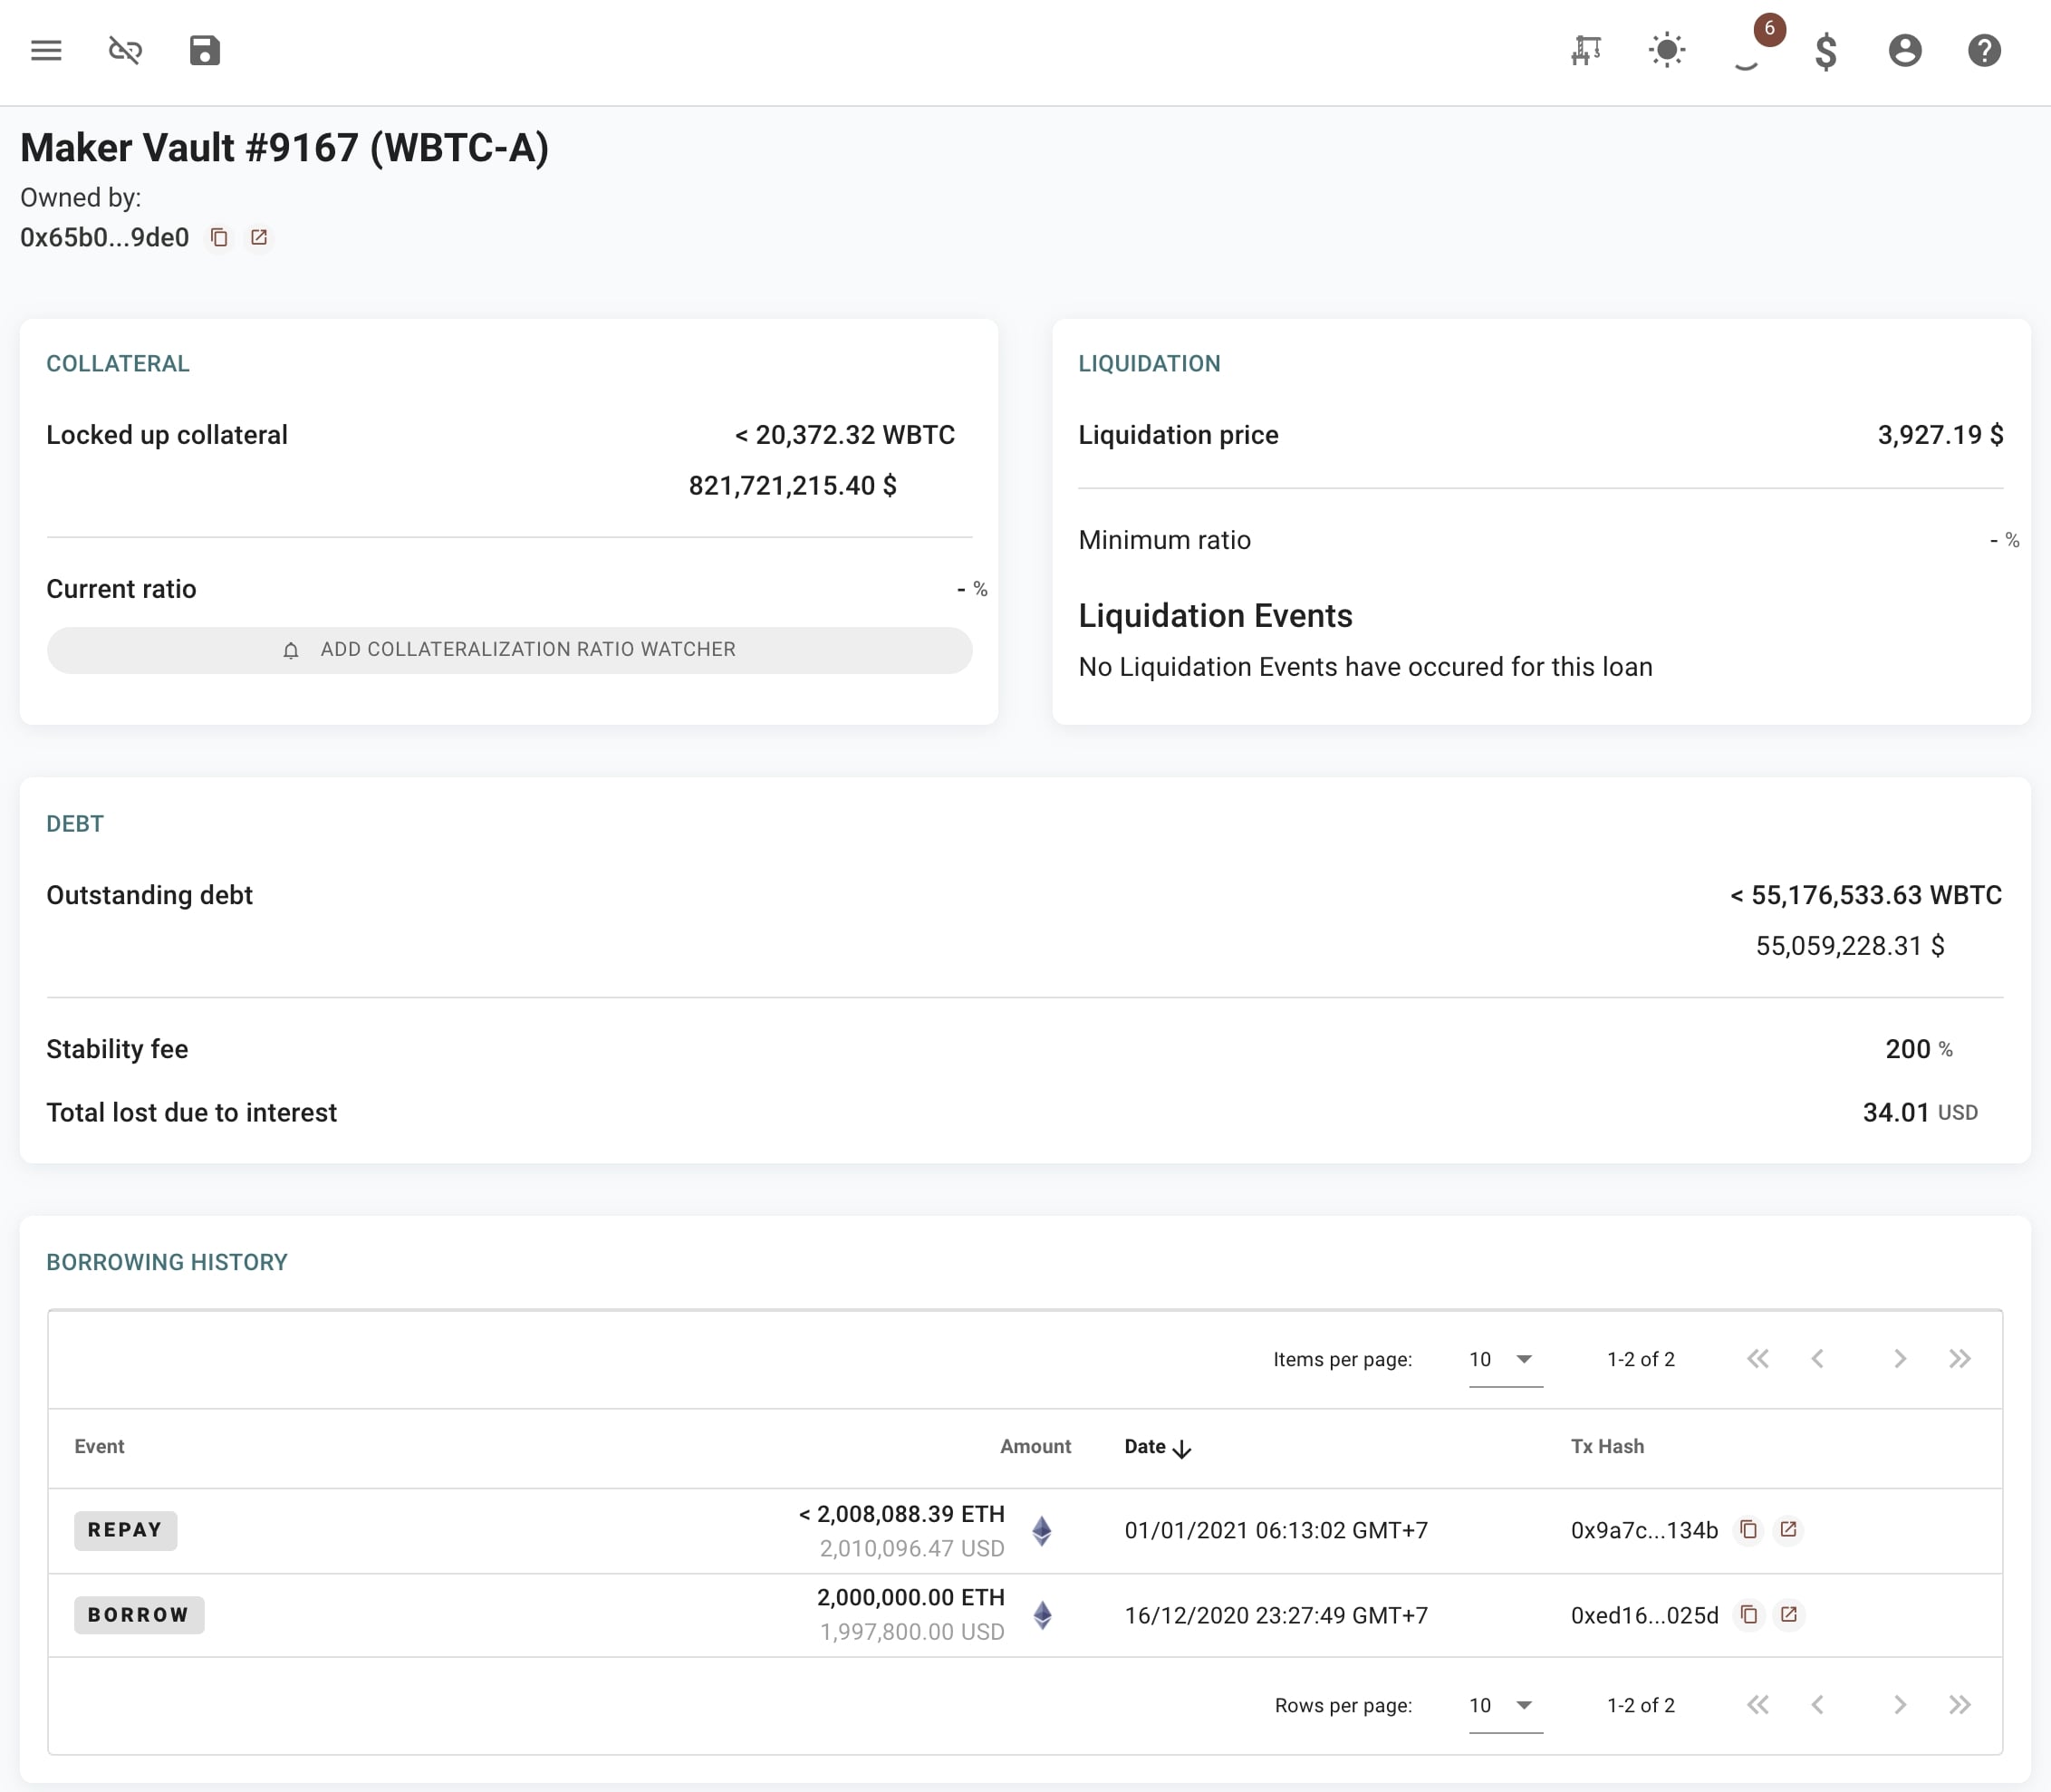 6
Maker Vault #9167 (WBTC-A)
Owned by:
0x65b0...9de0
COLLATERAL
Locked up collateral < 20,372.32 WBTC
821,721,215.40 $
Current ratio - %
ADD COLLATERALIZATION RATIO WATCHER
LIQUIDATION
Liquidation price 3,927.19 $
Minimum ratio - %
Liquidation Events
No Liquidation Events have occured for this loan
DEBT
Outstanding debt < 55,176,533.63 WBTC
55,059,228.31 $
Stability fee 200 %
Total lost due to interest 34.01 USD
BORROWING HISTORY
Items per page: 10 1-2 of 2
Event Amount Date Tx Hash
REPAY < 2,008,088.39 ETH 01/01/2021 06:13:02 GMT+7 0x9a7c...134b
2,010,096.47 USD
BORROW 2,000,000.00 ETH 16/12/2020 23:27:49 GMT+7 0xed16...025d
1,997,800.00 USD
Rows per page: 10 1-2 of 2